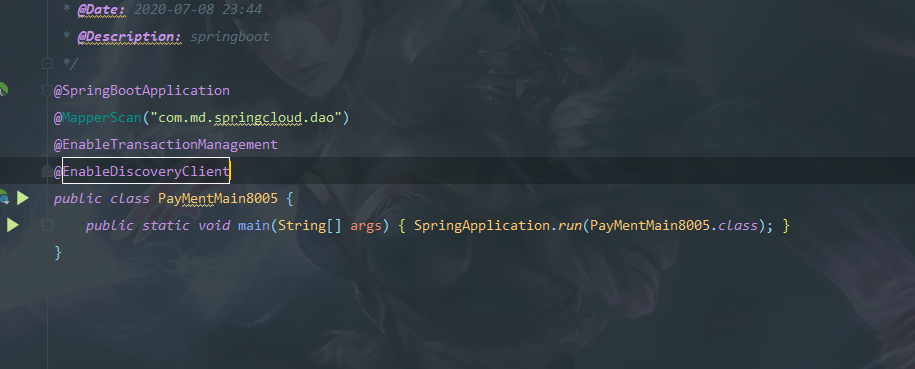 * @Date: 2020-07-08 23:44
* @Description: springboot
*/
@SpringBootApplication
@MapperScan("com.md.springcloud.dao")
@EnableTransactionManagement
@EnableDiscoveryClient
public class PayMentMain8005 {
public static void main(String[] args) { SpringApplication.run(PayMentMain8005.class); }
}